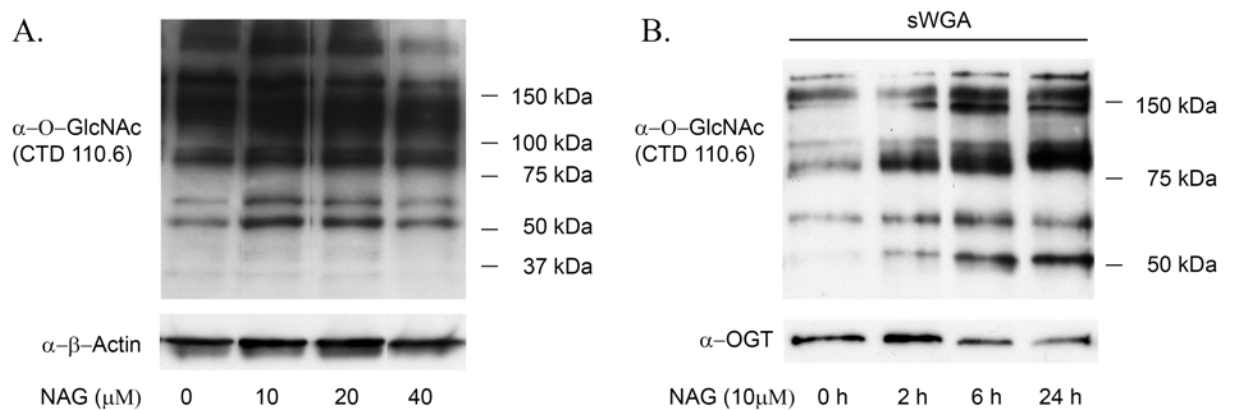 A.
α–O–GlcNAc
(CTD 110.6)
150 kDa
100 kDa
75 kDa
50 kDa
37 kDa
α–β–Actin
NAG (μM) 0 10 20 40
B.
sWGA
α–O–GlcNAc
(CTD 110.6)
150 kDa
75 kDa
50 kDa
α–OGT
NAG (10μM) 0 h 2 h 6 h 24 h